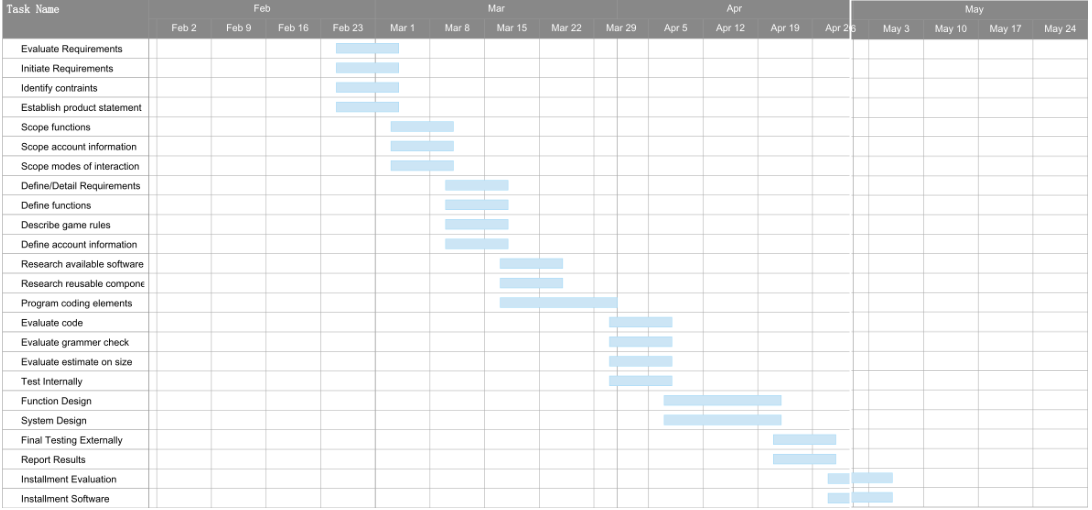 Task Name Feb Mar Apr May
Feb 2 Feb 9 Feb 16 Feb 23 Mar 1 Mar 8 Mar 15 Mar 22 Mar 29 Apr 5 Apr 12 Apr 19 Apr 26 May 3 May 10 May 17 May 24
Evaluate Requirements
Initiate Requirements
Identify contraints
Establish product statement
Scope functions
Scope account information
Scope modes of interaction
Define/Detail Requirements
Define functions
Describe game rules
Define account information
Research available software
Research reusable compone
Program coding elements
Evaluate code
Evaluate grammer check
Evaluate estimate on size
Test Internally
Function Design
System Design
Final Testing Externally
Report Results
Installment Evaluation
Installment Software